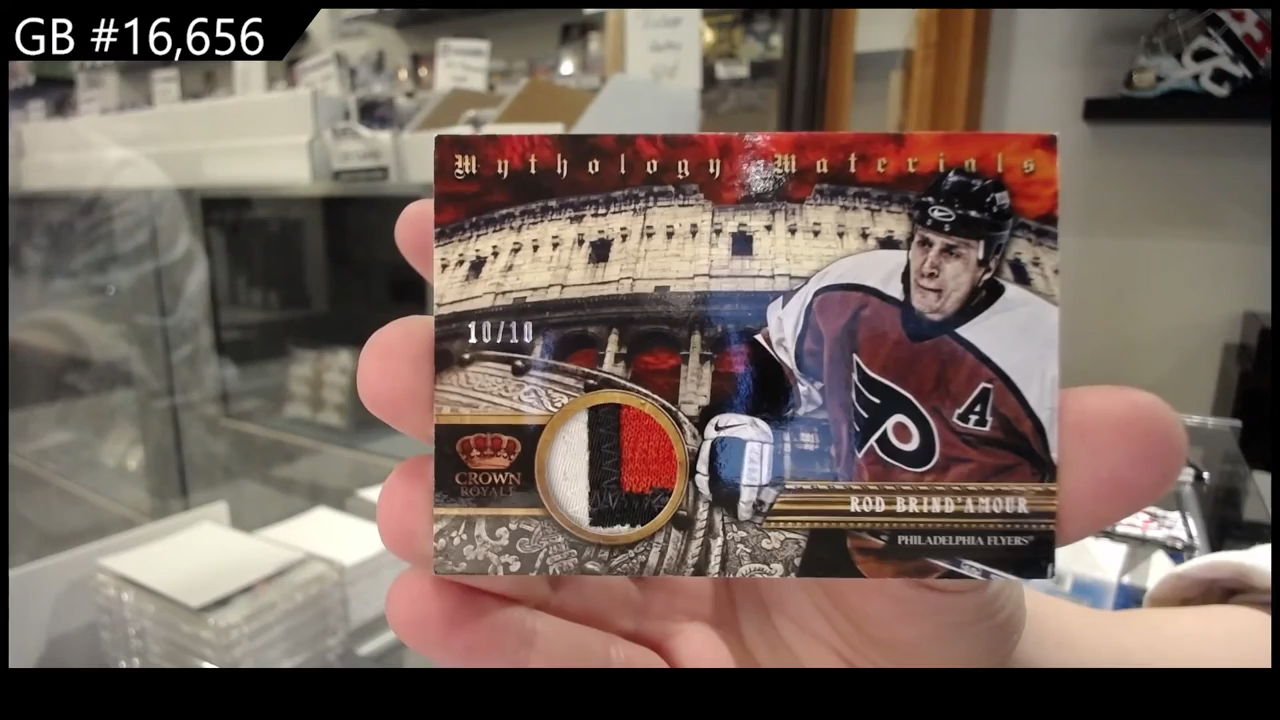 GB #16,656
Mythology Materials
10/10
CROWN
ROYALE
A
ROD BRIND'AMOUR
PHILADELPHIA FLYERS